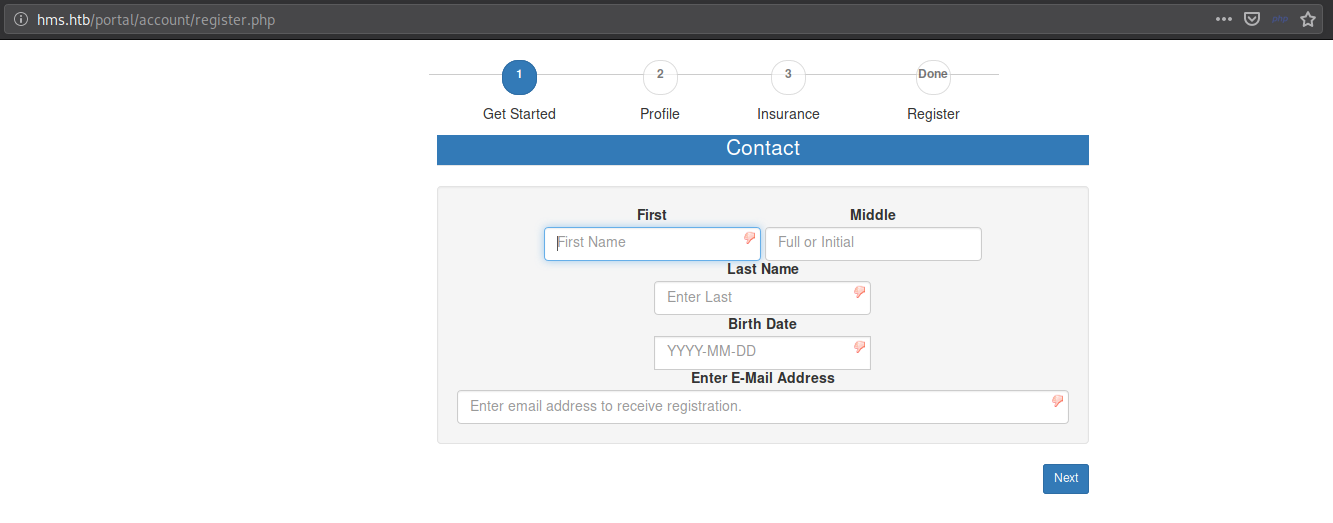 hms.htb/portal/account/register.php
1 2 3 Done
Get Started Profile Insurance Register
Contact
First Middle
First Name Full or Initial
Last Name
Enter Last
Birth Date
YYYY-MM-DD
Enter E-Mail Address
Enter email address to receive registration.
Next